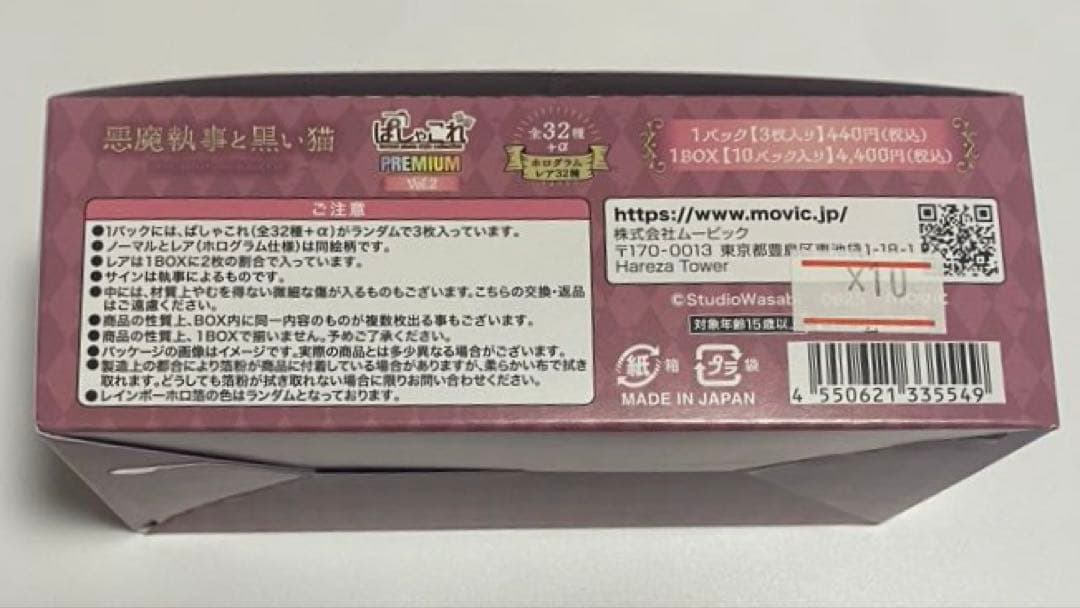 悪魔執事と黒い猫
ぱしゃこれ
PREMIUM
Vol.2
全32種
+α
ホログラム
レア32種
1パック【3枚入り】440円(税込)
1BOX【10パック入り】4,400円(税込)
ご注意
●1パックには、ぱしゃこれ(全32種+α)がランダムで3枚入っています。
●ノーマルとレア(ホログラム仕様)は同絵柄です。
●レアは1BOXに2枚の割合で入っています。
●サインは執事によるものです。
●中には、材質上やむを得ない微細な傷が入るものもございます。こちらの交換・返品
はご遠慮ください。
●商品の性質上、BOX内に同一内容のものが複数枚出る事もございます。
●商品の性質上、1BOXで揃いません。予めご了承ください。
●パッケージの画像はイメージです。実際の商品とは多少異なる場合がございます。
●製造上の都合により箔粉が商品に付着している場合がありますが、柔らかい布で拭き
取れます。どうしても箔粉が拭き取れない場合に限りお問い合わせください。
●レインボーホロ箔の色はランダムとなっております。
https://www.movic.jp/
株式会社ムービック
〒170-0013 東京都豊島区東池袋1-18-1
Hareza Tower
×10
©StudioWasabi
対象年齢15歳以上
紙 箱
プラ 袋
MADE IN JAPAN
4 550621 335549